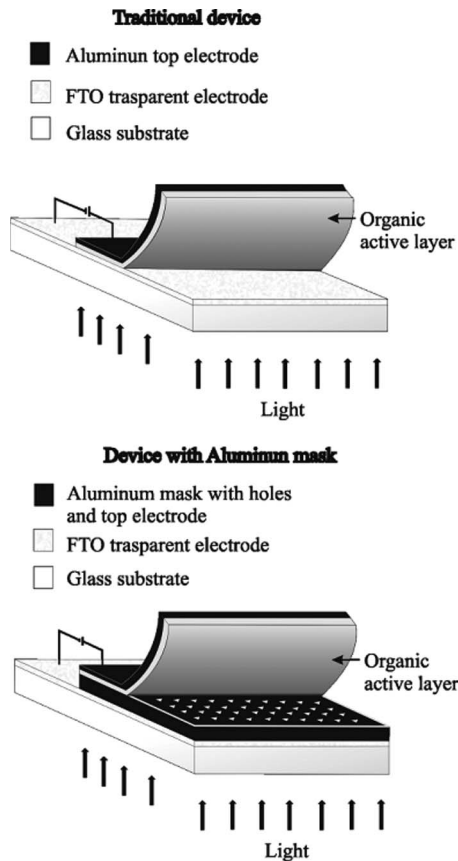 Traditional device
Aluminun top electrode
FTO trasparent electrode
Glass substrate
Organic
active layer
Light
Device with Aluminun mask
Aluminum mask with holes
and top electrode
FTO trasparent electrode
Glass substrate
Organic
active layer
Light